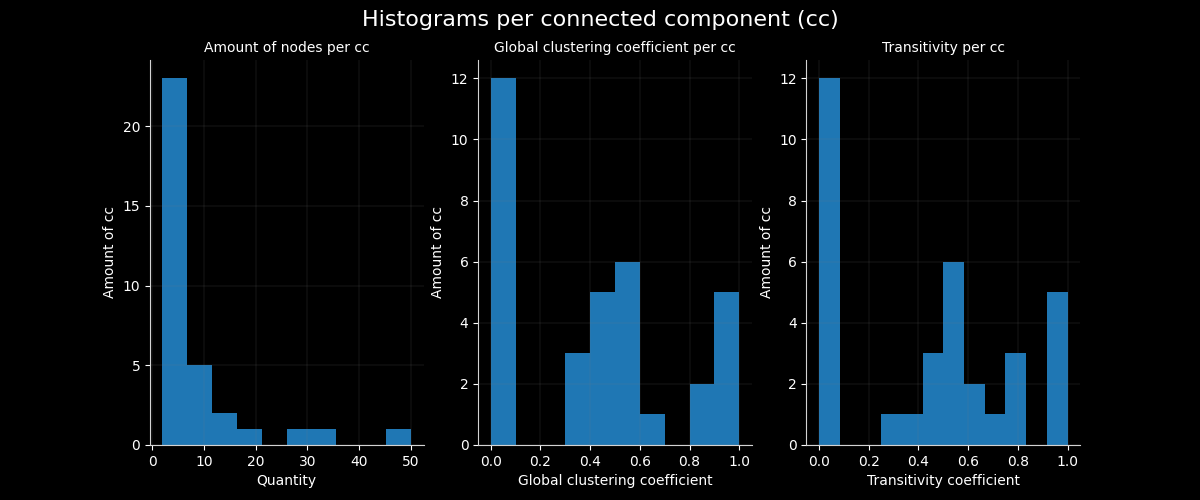 Histograms per connected component (cc)
Amount of nodes per cc
Amount of cc
20
15
10
5
0
0 10 20 30 40 50
Quantity
Global clustering coefficient per cc
Amount of cc
12
10
8
6
4
2
0
0.0 0.2 0.4 0.6 0.8 1.0
Global clustering coefficient
Transitivity per cc
Amount of cc
12
10
8
6
4
2
0
0.0 0.2 0.4 0.6 0.8 1.0
Transitivity coefficient